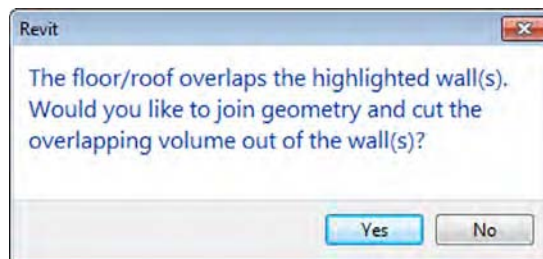 Revit
The floor/roof overlaps the highlighted wall(s).
Would you like to join geometry and cut the
overlapping volume out of the wall(s)?
Yes No